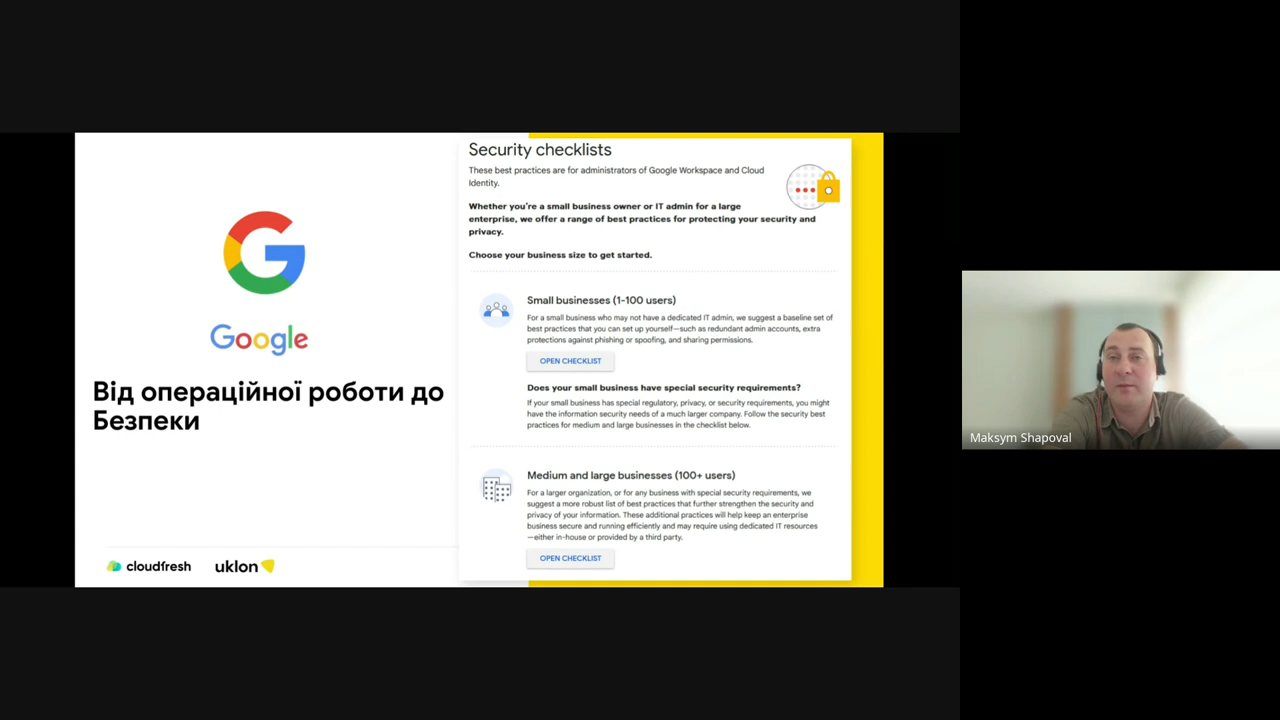 Google
Від операційної роботи до
Безпеки
cloudfresh
uklon
Security checklists
These best practices are for administrators of Google Workspace and Cloud
Identity.
Whether you're a small business owner or IT admin for a large
enterprise, we offer a range of best practices for protecting your security and
privacy.
Choose your business size to get started.
Small businesses (1-100 users)
For a small business who may not have a dedicated IT admin, we suggest a baseline set of
best practices that you can set up yourself—such as redundant admin accounts, extra
protections against phishing or spoofing, and sharing permissions.
OPEN CHECKLIST
Does your small business have special security requirements?
If your small business has special regulatory, privacy, or security requirements, you might
have the information security needs of a much larger company. Follow the security best
practices for medium and large businesses in the checklist below.
Medium and large businesses (100+ users)
For a larger organization, or for any business with special security requirements, we
suggest a more robust list of best practices that further strengthen the security and
privacy of your information. These additional practices will help keep an enterprise
business secure and running efficiently and may require using dedicated IT resources
—either in-house or provided by a third party.
OPEN CHECKLIST
Maksym Shapoval